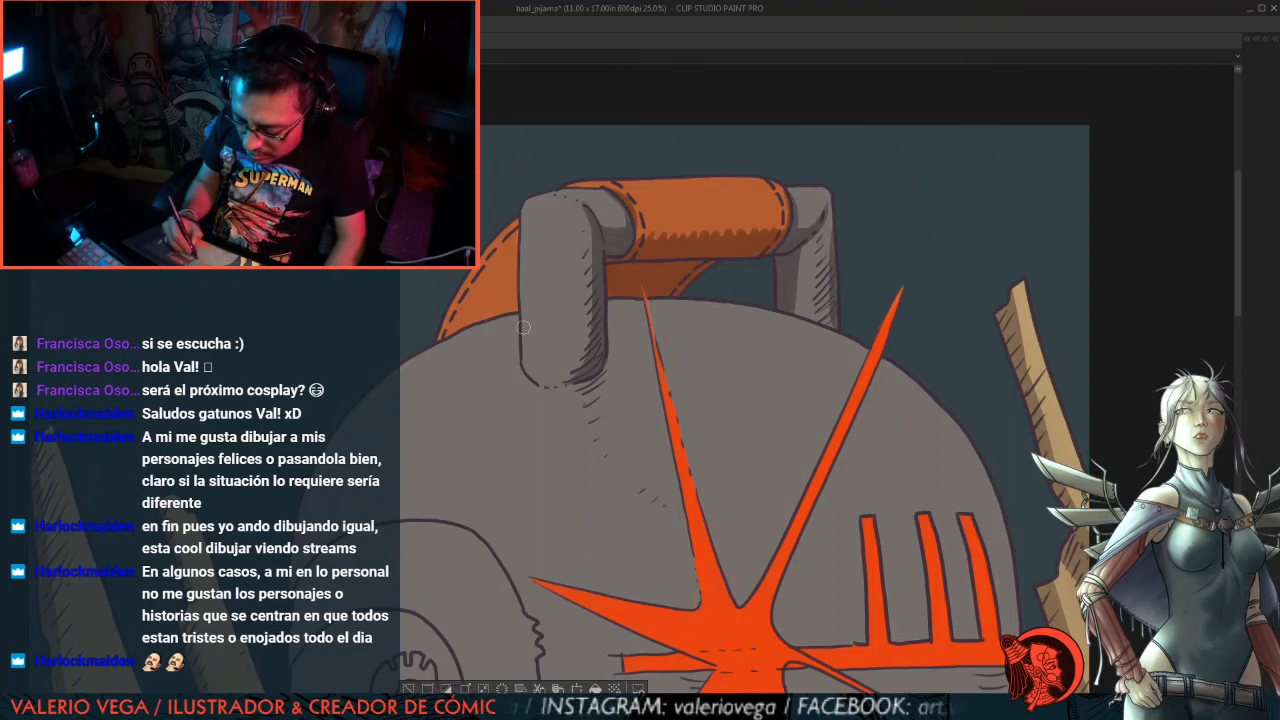 baal_pijama* (11.00 x 17.00in 600dpi 25.0%) - CLIP STUDIO PAINT PRO
SUPERMAN
Francisca Oso... si se escucha :)
Francisca Oso... hola Val!
Francisca Oso... será el próximo cosplay? 😂
Harlockmaiden Saludos gatunos Val! xD
Harlockmaiden A mi me gusta dibujar a mis
personajes felices o pasandola bien,
claro si la situación lo requiere sería
diferente
Harlockmaiden en fin pues yo ando dibujando igual,
esta cool dibujar viendo streams
Harlockmaiden En algunos casos, a mi en lo personal
no me gustan los personajes o
historias que se centran en que todos
estan tristes o enojados todo el dia
Harlockmaiden
VALERIO VEGA / ILUSTRADOR & CREADOR DE CÓMIC
/ INSTAGRAM: valeriovega / FACEBOOK: art.v